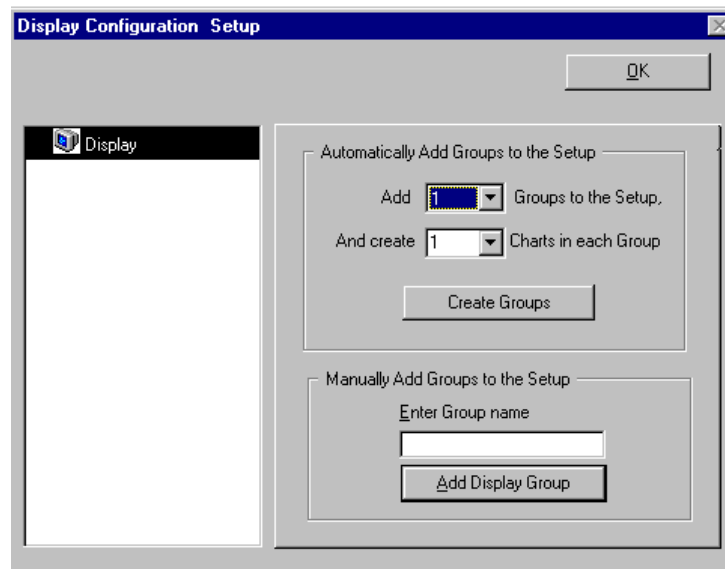 Display Configuration Setup
OK
Display
Automatically Add Groups to the Setup
Add 1 Groups to the Setup,
And create 1 Charts in each Group
Create Groups
Manually Add Groups to the Setup
Enter Group name
Add Display Group